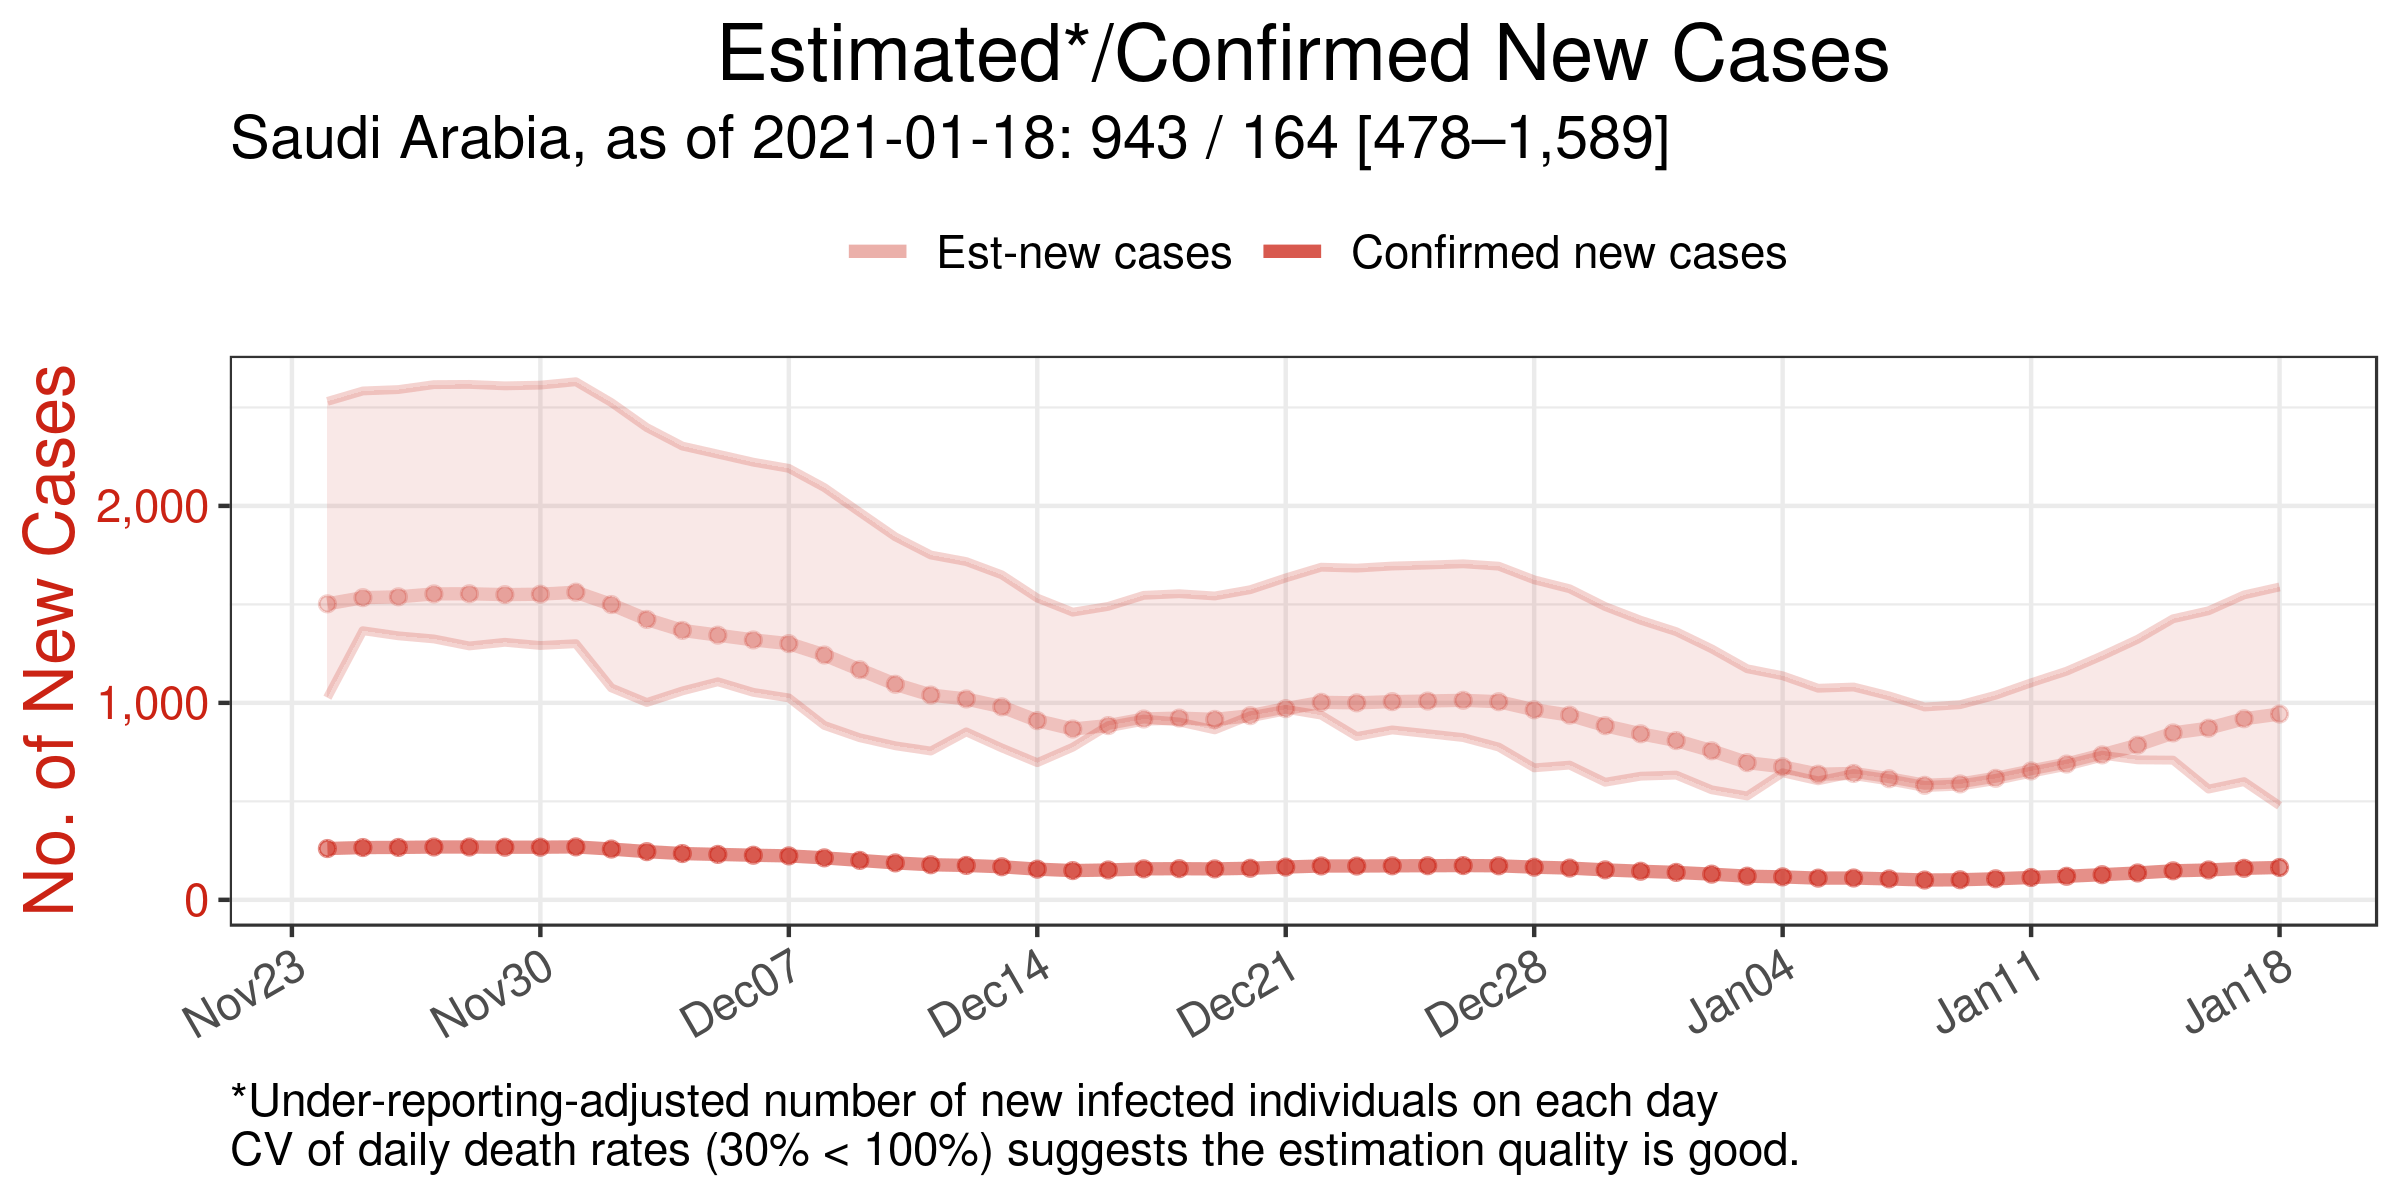 Estimated*/Confirmed New Cases
Saudi Arabia, as of 2021-01-18: 943 / 164 [478–1,589]
Est-new cases
Confirmed new cases
No. of New Cases
2,000
1,000
0
Nov23
Nov30
Dec07
Dec14
Dec21
Dec28
Jan04
Jan11
Jan18
*Under-reporting-adjusted number of new infected individuals on each day
CV of daily death rates (30% < 100%) suggests the estimation quality is good.